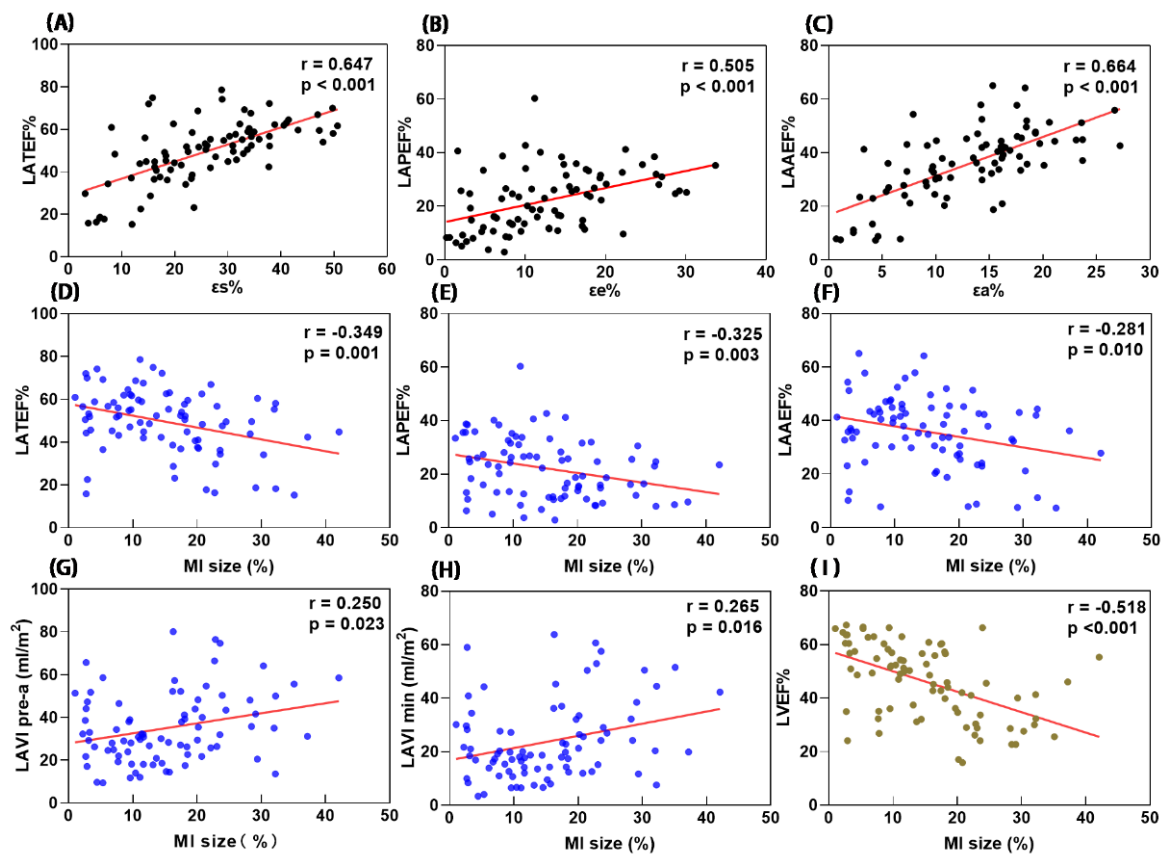 (A)
r = 0.647
p < 0.001
LATEF%
100
80
60
40
20
0
0 10 20 30 40 50 60
εs%
(B)
r = 0.505
p < 0.001
LAPEF%
80
60
40
20
0
0 10 20 30 40
εe%
(C)
r = 0.664
p < 0.001
LAAEF%
80
60
40
20
0
0 5 10 15 20 25 30
εa%
(D)
r = -0.349
p = 0.001
LATEF%
100
80
60
40
20
0
0 10 20 30 40 50
MI size (%)
(E)
r = -0.325
p = 0.003
LAPEF%
80
60
40
20
0
0 10 20 30 40 50
MI size (%)
(F)
r = -0.281
p = 0.010
LAAEF%
80
60
40
20
0
0 10 20 30 40 50
MI size (%)
(G)
r = 0.250
p = 0.023
LAVI pre-a (ml/m²)
100
80
60
40
20
0
0 10 20 30 40 50
MI size ( %)
(H)
r = 0.265
p = 0.016
LAVI min (ml/m²)
80
60
40
20
0
0 10 20 30 40 50
MI size (%)
(I)
r = -0.518
p <0.001
LVEF%
80
60
40
20
0
0 10 20 30 40 50
MI size (%)